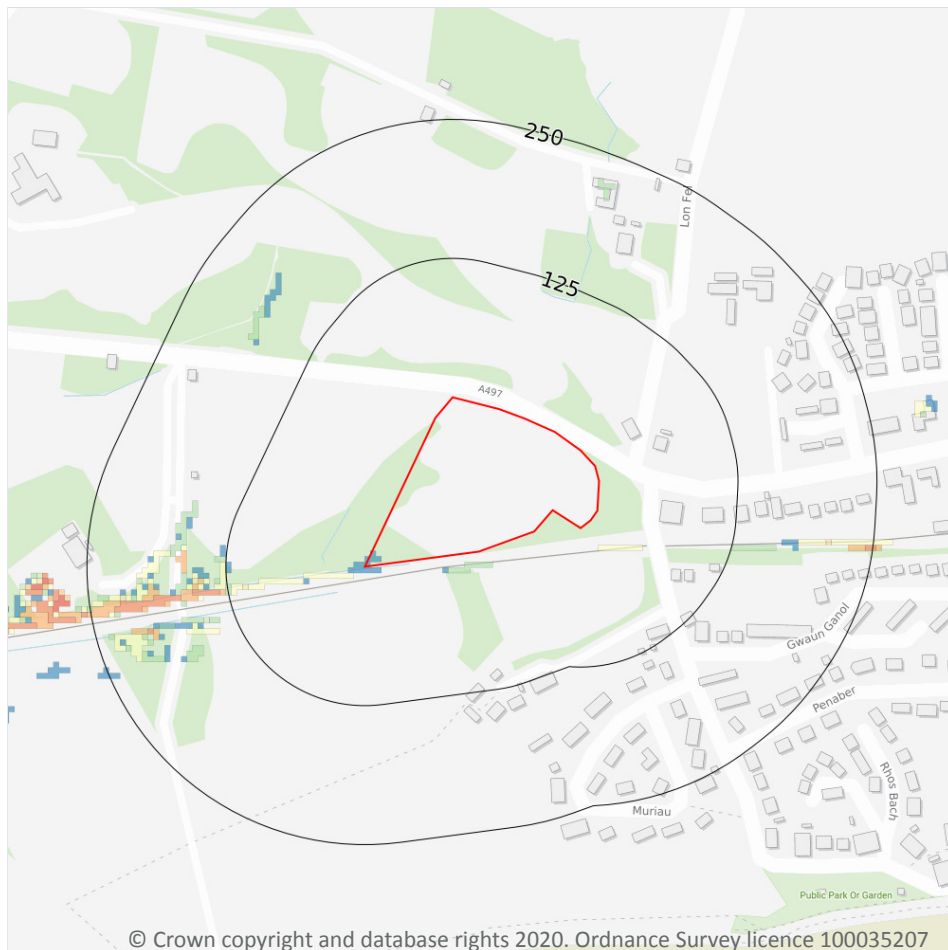 250
Lon Fel
125
A497
Gwaun Ganol
Penaber
Rhos Bach
Muriau
Public Park Or Garden
© Crown copyright and database rights 2020. Ordnance Survey licence 100035207